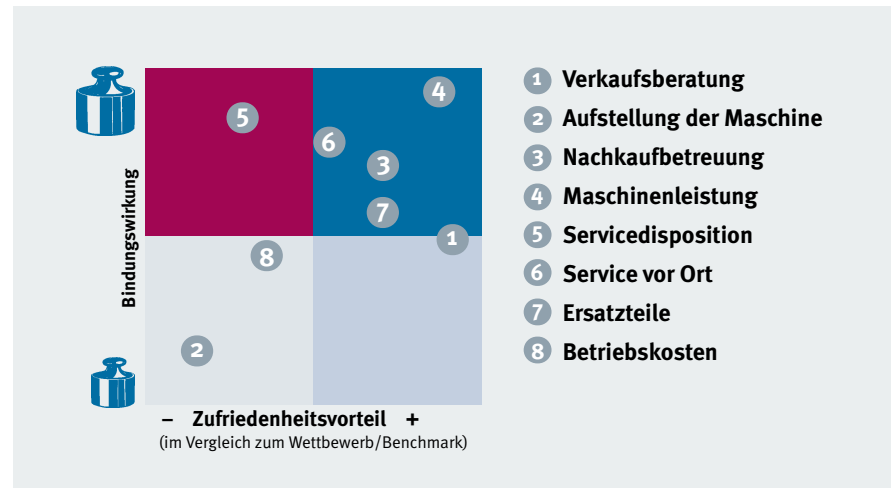 Bindungswirkung
5
4
6
3
7
1
8
2
– Zufriedenheitsvorteil +
(im Vergleich zum Wettbewerb/Benchmark)
1 Verkaufsberatung
2 Aufstellung der Maschine
3 Nachkaufbetreuung
4 Maschinenleistung
5 Servicedisposition
6 Service vor Ort
7 Ersatzteile
8 Betriebskosten